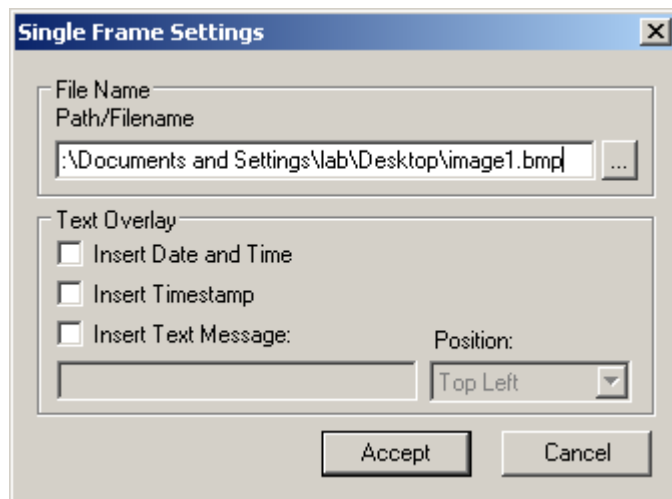 Single Frame Settings
File Name
Path/Filename
:\Documents and Settings\lab\Desktop\image1.bmp
...
Text Overlay
Insert Date and Time
Insert Timestamp
Insert Text Message:
Position:
Top Left
Accept
Cancel